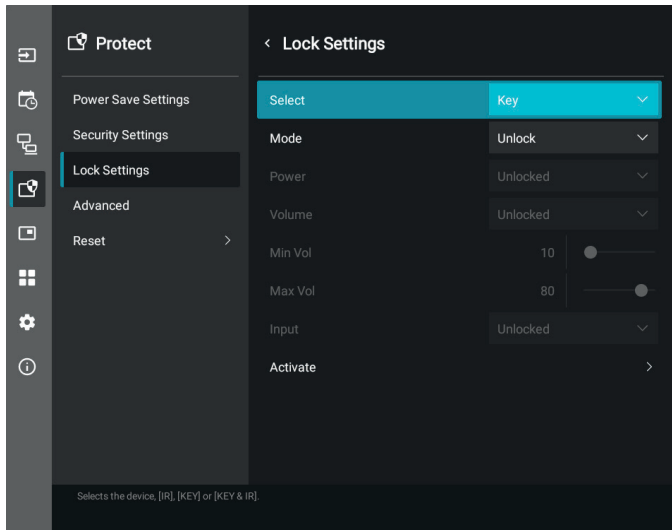 Protect
Power Save Settings
Security Settings
Lock Settings
Advanced
Reset
Lock Settings
Select Key
Mode Unlock
Power Unlocked
Volume Unlocked
Min Vol 10
Max Vol 80
Input Unlocked
Activate
Selects the device, [IR], [KEY] or [KEY & IR].